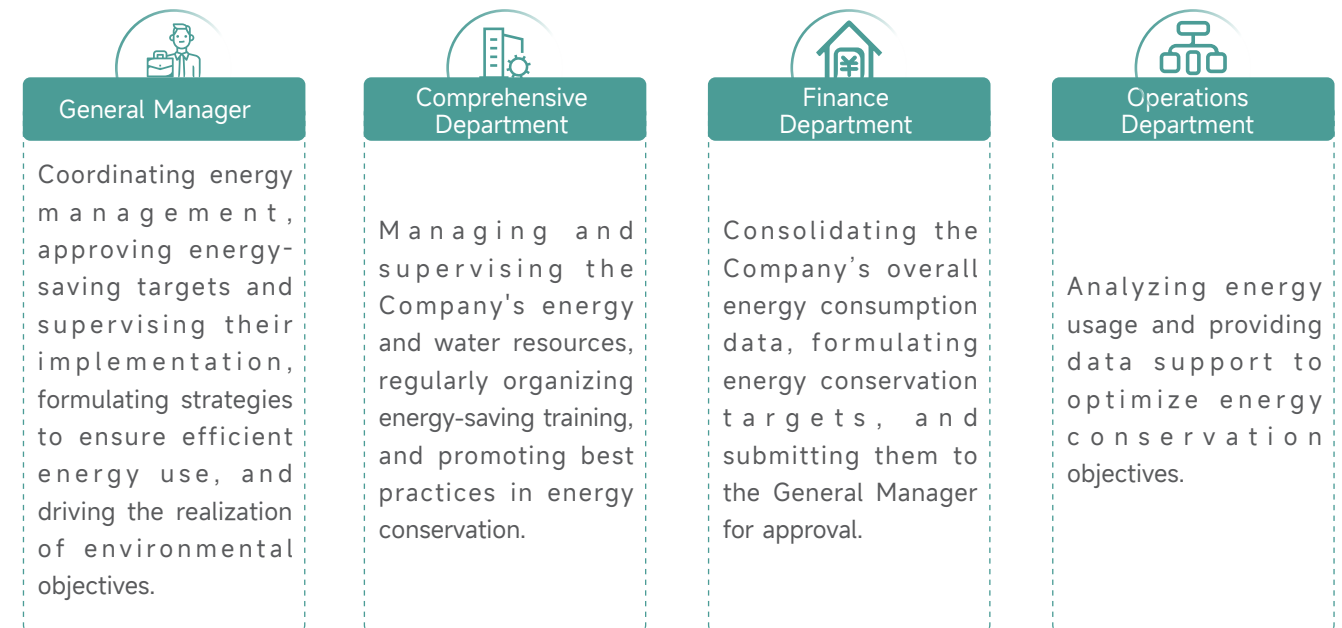 General Manager
Coordinating energy
management,
approving energy-
saving targets and
supervising their
implementation,
formulating strategies
to ensure efficient
energy use, and
driving the realization
of environmental
objectives.
Comprehensive
Department
Managing and
supervising the
Company's energy
and water resources,
regularly organizing
energy-saving training,
and promoting best
practices in energy
conservation.
¥
Finance
Department
Consolidating the
Company’s overall
energy consumption
data, formulating
energy conservation
targets, and
submitting them to
the General Manager
for approval.
Operations
Department
Analyzing energy
usage and providing
data support to
optimize energy
conservation
objectives.